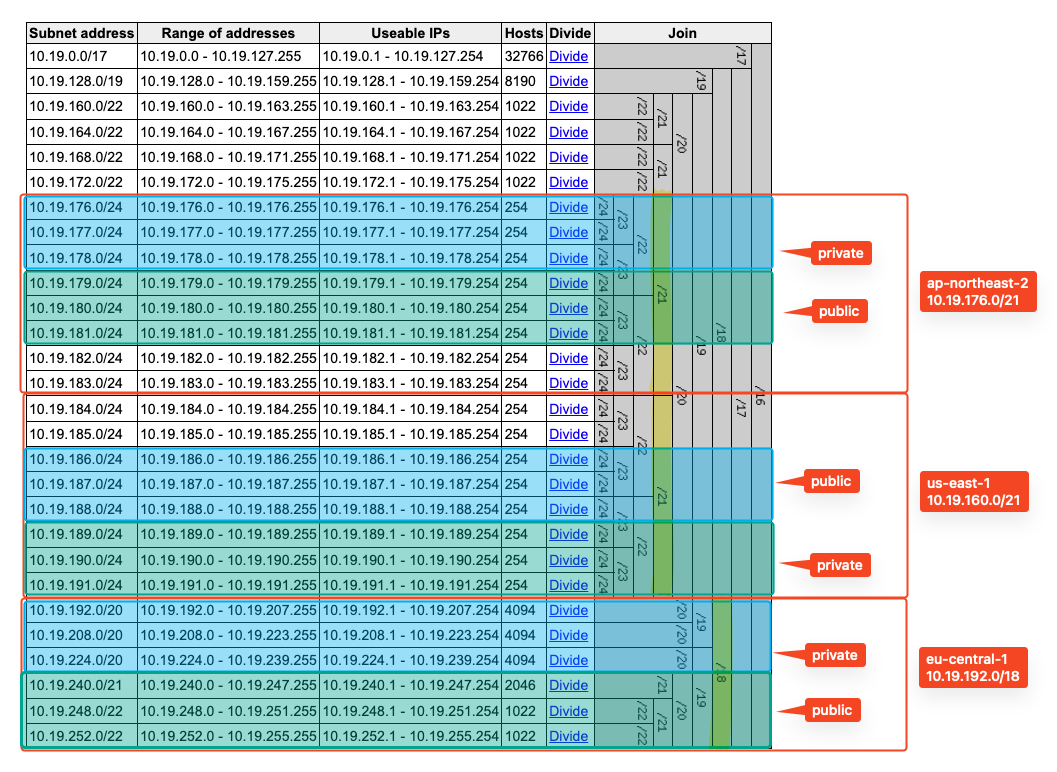 Subnet address Range of addresses Useable IPs Hosts Divide Join
10.19.0.0/17 10.19.0.0 - 10.19.127.255 10.19.0.1 - 10.19.127.254 32766 Divide /17
10.19.128.0/19 10.19.128.0 - 10.19.159.255 10.19.128.1 - 10.19.159.254 8190 Divide /19
10.19.160.0/22 10.19.160.0 - 10.19.163.255 10.19.160.1 - 10.19.163.254 1022 Divide /22 /21
10.19.164.0/22 10.19.164.0 - 10.19.167.255 10.19.164.1 - 10.19.167.254 1022 Divide /22 /20
10.19.168.0/22 10.19.168.0 - 10.19.171.255 10.19.168.1 - 10.19.171.254 1022 Divide /22 /21
10.19.172.0/22 10.19.172.0 - 10.19.175.255 10.19.172.1 - 10.19.175.254 1022 Divide /22
10.19.176.0/24 10.19.176.0 - 10.19.176.255 10.19.176.1 - 10.19.176.254 254 Divide /24 /23
10.19.177.0/24 10.19.177.0 - 10.19.177.255 10.19.177.1 - 10.19.177.254 254 Divide /24 /22
10.19.178.0/24 10.19.178.0 - 10.19.178.255 10.19.178.1 - 10.19.178.254 254 Divide /24 /23
private
10.19.179.0/24 10.19.179.0 - 10.19.179.255 10.19.179.1 - 10.19.179.254 254 Divide /24 /21
ap-northeast-2
10.19.176.0/21
10.19.180.0/24 10.19.180.0 - 10.19.180.255 10.19.180.1 - 10.19.180.254 254 Divide /24 /23
public
10.19.181.0/24 10.19.181.0 - 10.19.181.255 10.19.181.1 - 10.19.181.254 254 Divide /24 /22 /19 /18
10.19.182.0/24 10.19.182.0 - 10.19.182.255 10.19.182.1 - 10.19.182.254 254 Divide /24 /23
10.19.183.0/24 10.19.183.0 - 10.19.183.255 10.19.183.1 - 10.19.183.254 254 Divide /24 /20 /17 /16
10.19.184.0/24 10.19.184.0 - 10.19.184.255 10.19.184.1 - 10.19.184.254 254 Divide /24 /23
10.19.185.0/24 10.19.185.0 - 10.19.185.255 10.19.185.1 - 10.19.185.254 254 Divide /24 /22
10.19.186.0/24 10.19.186.0 - 10.19.186.255 10.19.186.1 - 10.19.186.254 254 Divide /24 /23
10.19.187.0/24 10.19.187.0 - 10.19.187.255 10.19.187.1 - 10.19.187.254 254 Divide /24 /21
public
us-east-1
10.19.160.0/21
10.19.188.0/24 10.19.188.0 - 10.19.188.255 10.19.188.1 - 10.19.188.254 254 Divide /24
10.19.189.0/24 10.19.189.0 - 10.19.189.255 10.19.189.1 - 10.19.189.254 254 Divide /24 /22
10.19.190.0/24 10.19.190.0 - 10.19.190.255 10.19.190.1 - 10.19.190.254 254 Divide /24 /23
private
10.19.191.0/24 10.19.191.0 - 10.19.191.255 10.19.191.1 - 10.19.191.254 254 Divide /24
10.19.192.0/20 10.19.192.0 - 10.19.207.255 10.19.192.1 - 10.19.207.254 4094 Divide /20 /19
10.19.208.0/20 10.19.208.0 - 10.19.223.255 10.19.208.1 - 10.19.223.254 4094 Divide /20
10.19.224.0/20 10.19.224.0 - 10.19.239.255 10.19.224.1 - 10.19.239.254 4094 Divide /20
private
eu-central-1
10.19.192.0/18
10.19.240.0/21 10.19.240.0 - 10.19.247.255 10.19.240.1 - 10.19.247.254 2046 Divide /21 /19
10.19.248.0/22 10.19.248.0 - 10.19.251.255 10.19.248.1 - 10.19.251.254 1022 Divide /22 /21 /20
public
10.19.252.0/22 10.19.252.0 - 10.19.255.255 10.19.252.1 - 10.19.255.254 1022 Divide /22